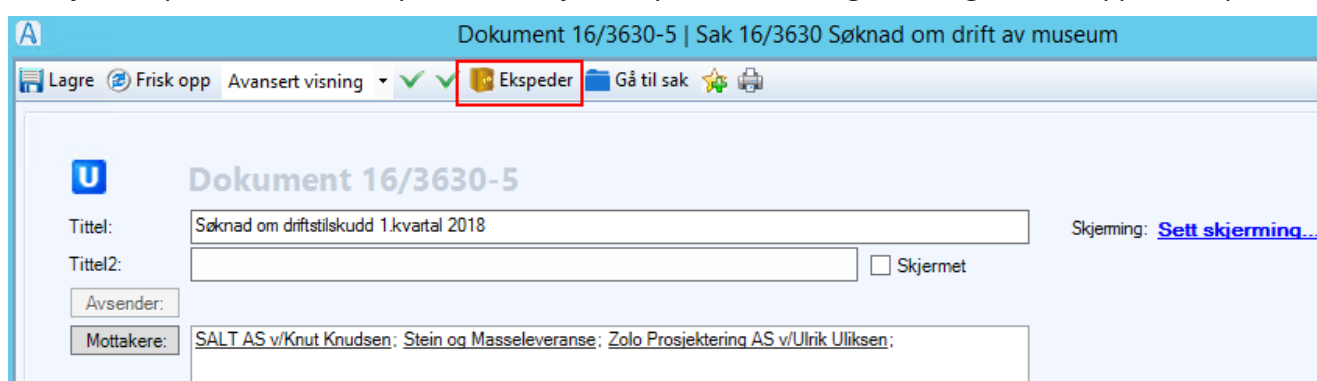 A Dokument 16/3630-5 | Sak 16/3630 Søknad om drift av museum
Lagre Frisk opp Avansert visning Ekspeder Gå til sak
U Dokument 16/3630-5
Tittel: Søknad om driftstilskudd 1.kvartal 2018 Skjerming: Sett skjerming...
Tittel2: Skjermet
Avsender:
Mottakere: SALT AS v/Knut Knudsen; Stein og Masseleveranse; Zolo Prosjektering AS v/Ulrik Uliksen;